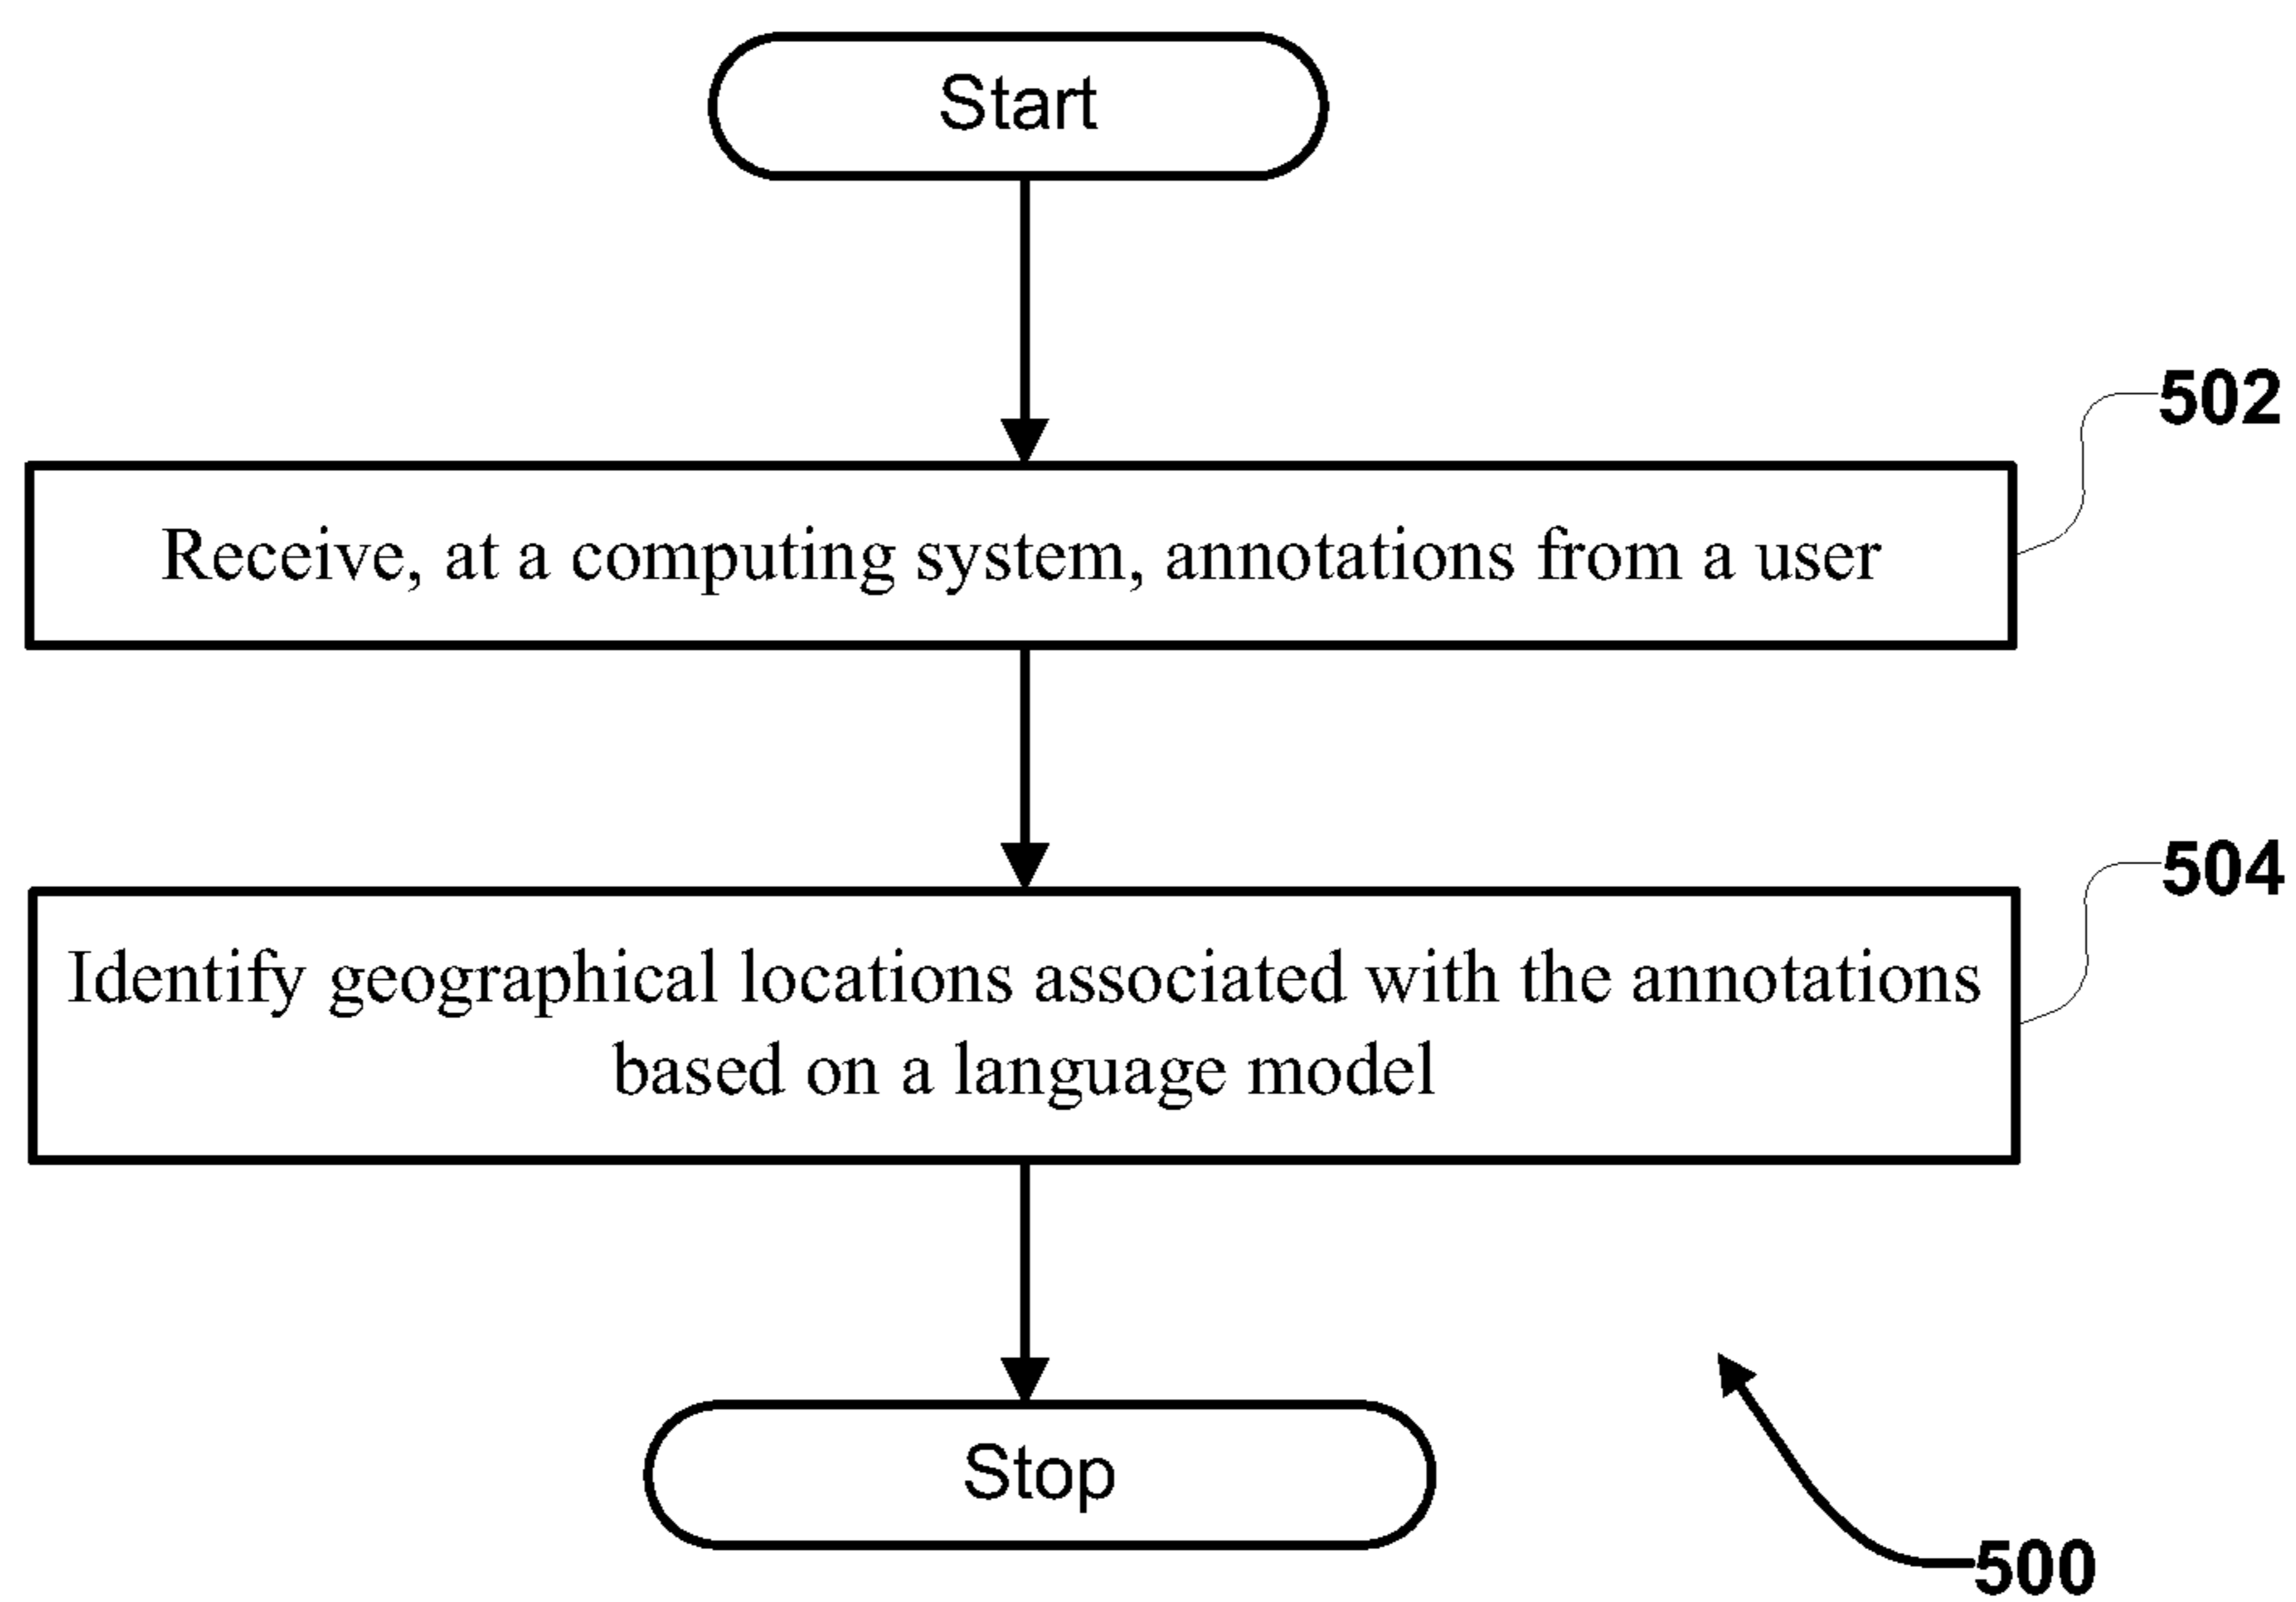 Start
502
Receive, at a computing system, annotations from a user
504
Identify geographical locations associated with the annotations
based on a language model
Stop
500